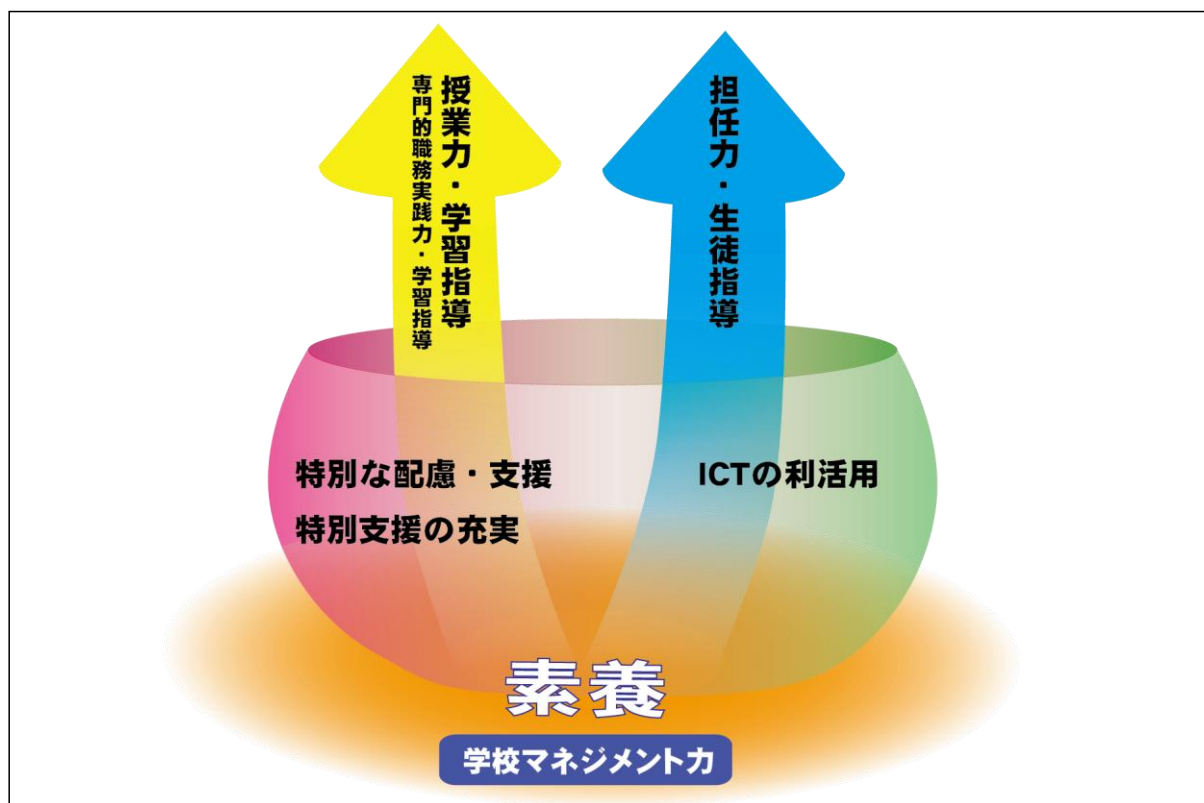 授業力・学習指導
専門的職務実践力・学習指導
担任力・生徒指導
特別な配慮・支援
特別支援の充実
ICTの利活用
素養
学校マネジメント力